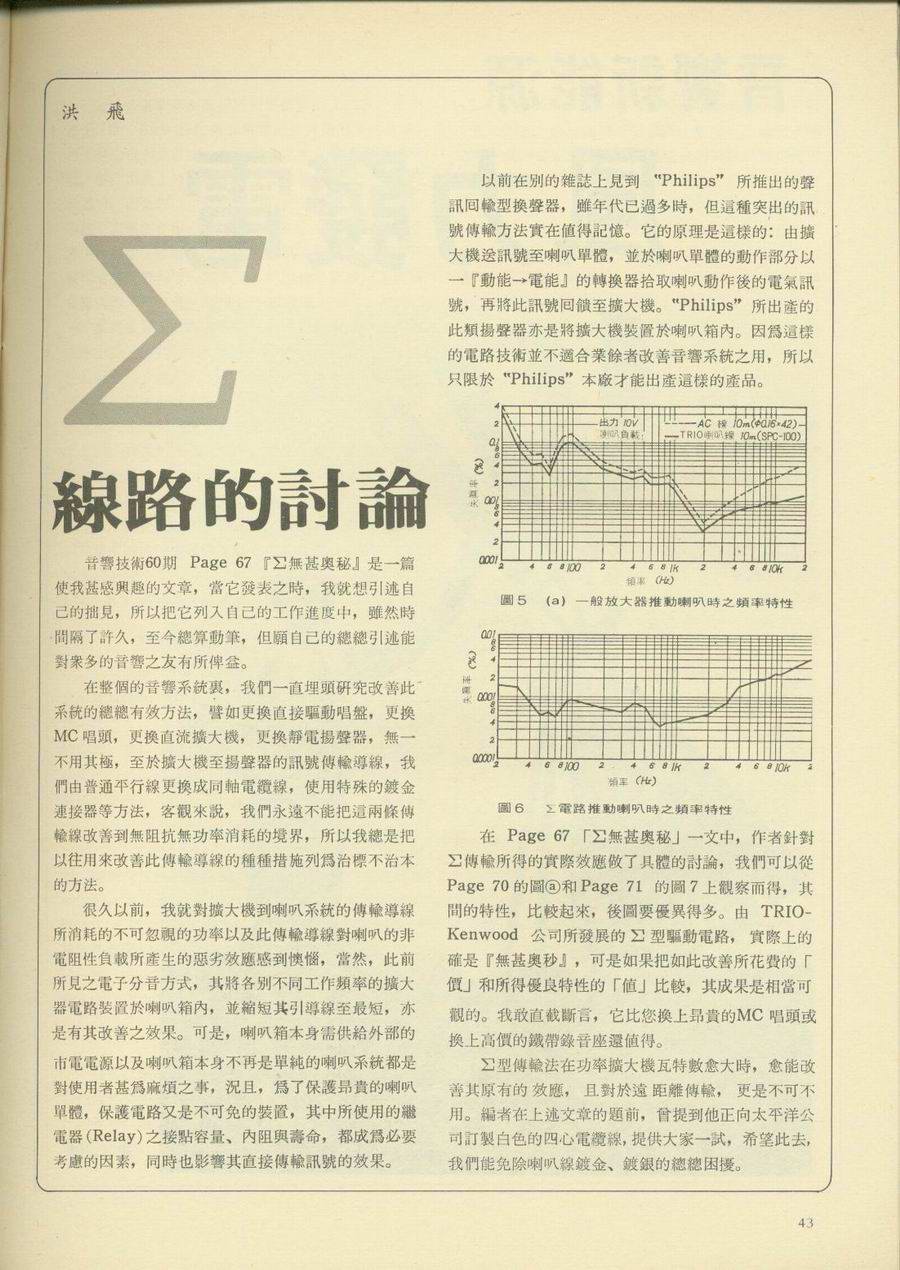 洪 飛
Σ
線路的討論
音響技術60期 Page 67『Σ無甚奧秘』是一篇
使我甚感興趣的文章,當它發表之時,我就想引述自
己的拙見,所以把它列入自己的工作進度中,雖然時
間隔了許久,至今總算動筆,但願自己的總總引述能
對衆多的音響之友有所俾益。
在整個的音響系統裏,我們一直埋頭研究改善此
系統的總總有效方法,譬如更換直接驅動唱盤,更換
MC 唱頭,更換直流擴大機,更換靜電揚聲器,無一
不用其極,至於擴大機至揚聲器的訊號傳輸導線,我
們由普通平行線更換成同軸電纜線,使用特殊的鍍金
連接器等方法,客觀來說,我們永遠不能把這兩條傳
輸線改善到無阻抗無功率消耗的境界,所以我總是把
以往用來改善此傳輸導線的種種措施列爲治標不治本
的方法。
很久以前,我就對擴大機到喇叭系統的傳輸導線
所消耗的不可忽視的功率以及此傳輸導線對喇叭的非
電阻性負載所產生的惡劣效應感到懊惱,當然,此前
所見之電子分音方式,其將各別不同工作頻率的擴大
器電路裝置於喇叭箱內,並縮短其引導線至最短,亦
是有其改善之效果。可是,喇叭箱本身需供給外部的
市電電源以及喇叭箱本身不再是單純的喇叭系統都是
對使用者甚爲麻煩之事,況且,爲了保護昂貴的喇叭
單體,保護電路又是不可免的裝置,其中所使用的繼
電器(Relay)之接點容量、內阻與壽命,都成爲必要
考慮的因素,同時也影響其直接傳輸訊號的效果。
以前在別的雜誌上見到 “Philips” 所推出的聲
訊囘輸型換聲器,雖年代已過多時,但這種突出的訊
號傳輸方法實在値得記憶。它的原理是這樣的:由擴
大機送訊號至喇叭單體,並於喇叭單體的動作部分以
一『動能→電能』的轉換器拾取喇叭動作後的電氣訊
號,再將此訊號囘饋至擴大機。“Philips” 所出產的
此類揚聲器亦是將擴大機裝置於喇叭箱內。因爲這樣
的電路技術並不適合業餘者改善音響系統之用,所以
只限於 “Philips” 本廠才能出產這樣的產品。
出力 10V
喇叭負載
AC 線 10m(φ0.16×42)
TRIO喇叭線 10m(SPC-100)
失眞率 (%)
4
2
0.1
8
6
4
2
0.01
8
6
4
2
0.001
2 4 6 8 100 2 4 6 8 1K 2 4 6 8 10K 2
頻率 (Hz)
圖5 (a) 一般放大器推動喇叭時之頻率特性
失眞率 (%)
0.01
8
6
4
2
0.001
8
6
4
2
0.0001
2 4 6 8 100 2 4 6 8 1K 2 4 6 8 10K 2
頻率 (Hz)
圖6 Σ電路推動喇叭時之頻率特性
在 Page 67「Σ無甚奧秘」一文中,作者針對
Σ傳輸所得的實際效應做了具體的討論,我們可以從
Page 70 的圖ⓐ和 Page 71 的圖 7 上觀察而得,其
間的特性,比較起來,後圖要優異得多。由 TRIO-
Kenwood 公司所發展的 Σ 型驅動電路,實際上的
確是『無甚奧秒』,可是如果把如此改善所花費的「
價」和所得優良特性的「値」比較,其成果是相當可
觀的。我敢直截斷言,它比您換上昂貴的MC 唱頭或
換上高價的鐵帶錄音座還値得。
Σ型傳輸法在功率擴大機瓦特數愈大時,愈能改
善其原有的效應,且對於遠距離傳輸,更是不可不
用。編者在上述文章的題前,曾提到他正向太平洋公
司訂製白色的四心電纜線,提供大家一試,希望此去,
我們能免除喇叭線鍍金、鍍銀的總總困擾。
43